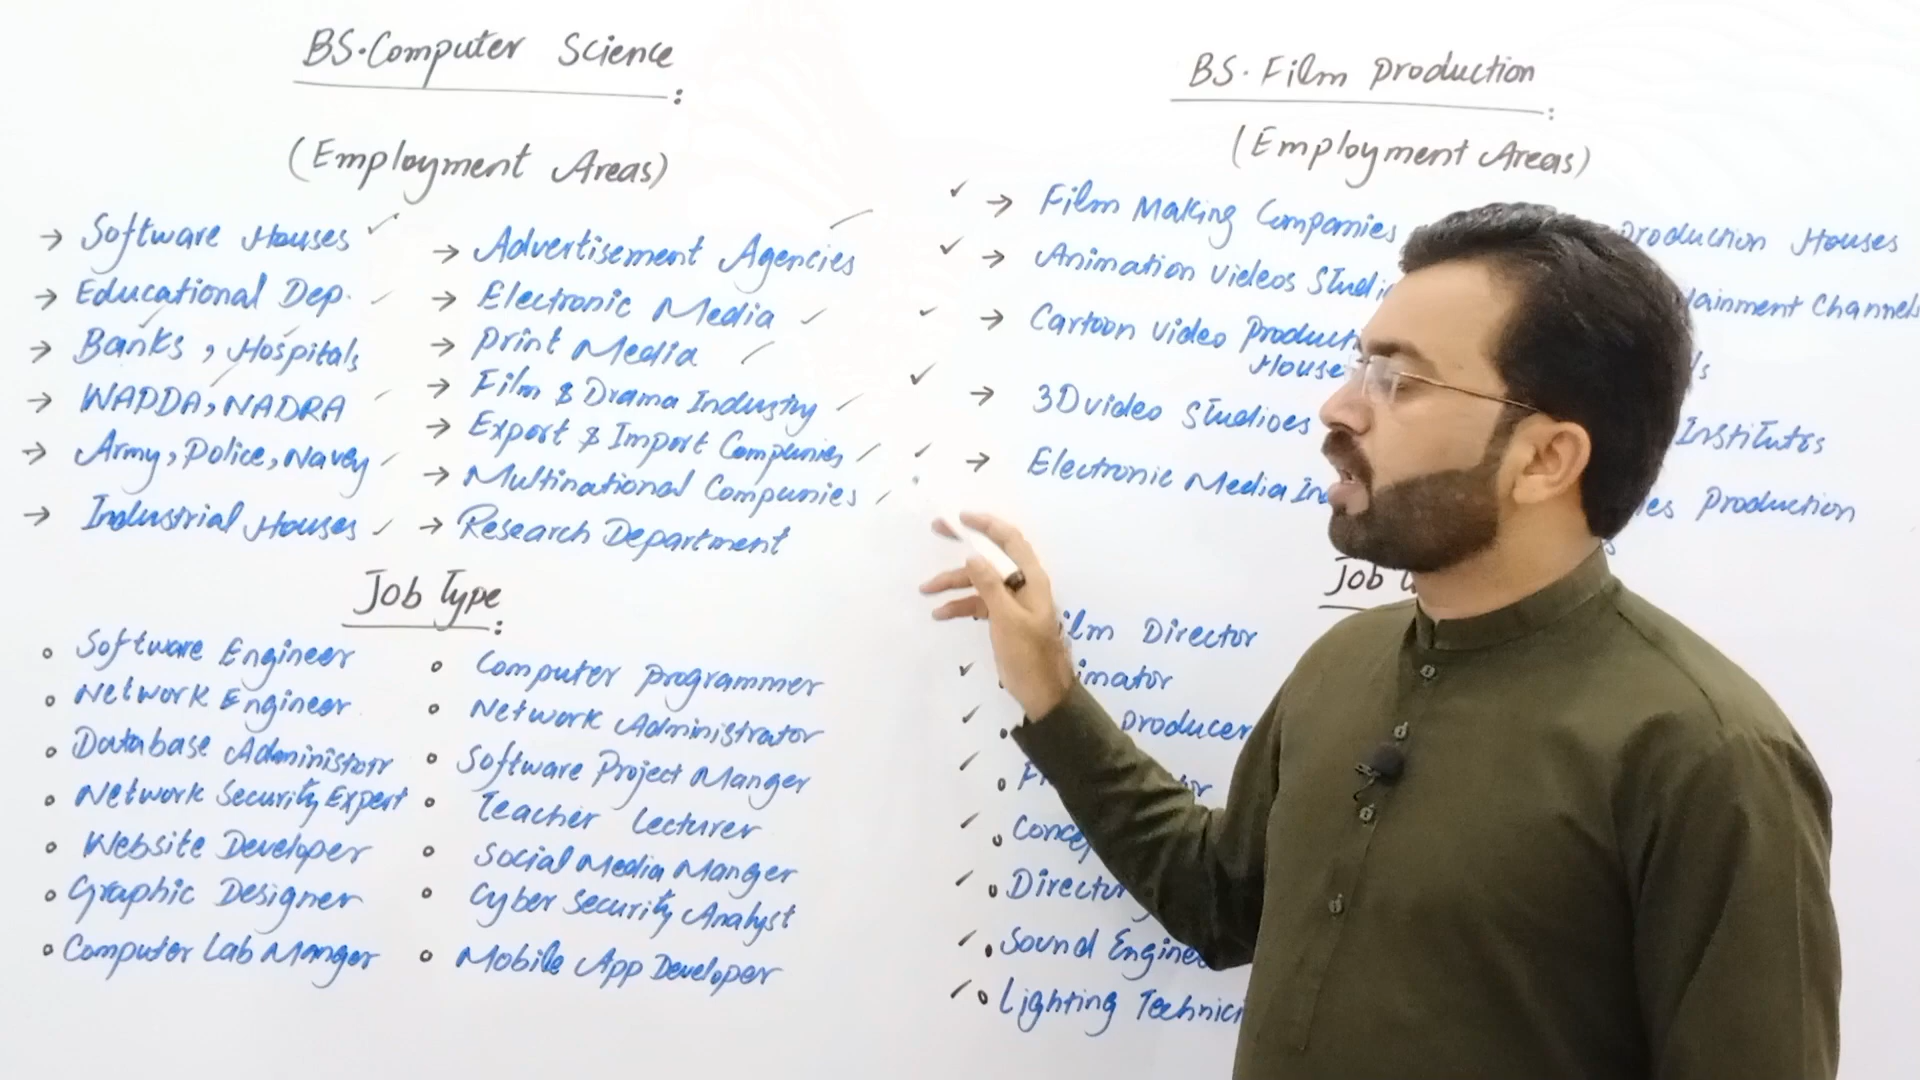 BS.Computer Science :
(Employment Areas)
→ Software Houses
→ Educational Dep.
→ Banks, Hospitals
→ WAPDA, NADRA
→ Army, Police, Navey
→ Industrial Houses
→ Advertisement Agencies
→ Electronic Media
→ Print Media
→ Film & Drama Industry
→ Export & Import Companies
→ Multinational Companies
→ Research Department
Job Type :
• Software Engineer
• Network Engineer
• Database Administorr
• Network Security Expert
• Website Developer
• Graphic Designer
• Computer Lab Manger
• Computer Programmer
• Network Administrator
• Software Project Manger
• Teacher Lecturer
• Social Media Manger
• Cyber Security Analyst
• Mobile App Developer
BS. Film Production :
(Employment Areas)
→ Film Making Companies
→ Animation Videos
→ Cartoon Video
House
→ 3D video Studioes
→ Electronic Media
Production Houses
Channels
Institutes
Production
Job
Director
Producer
Sound
Lighting